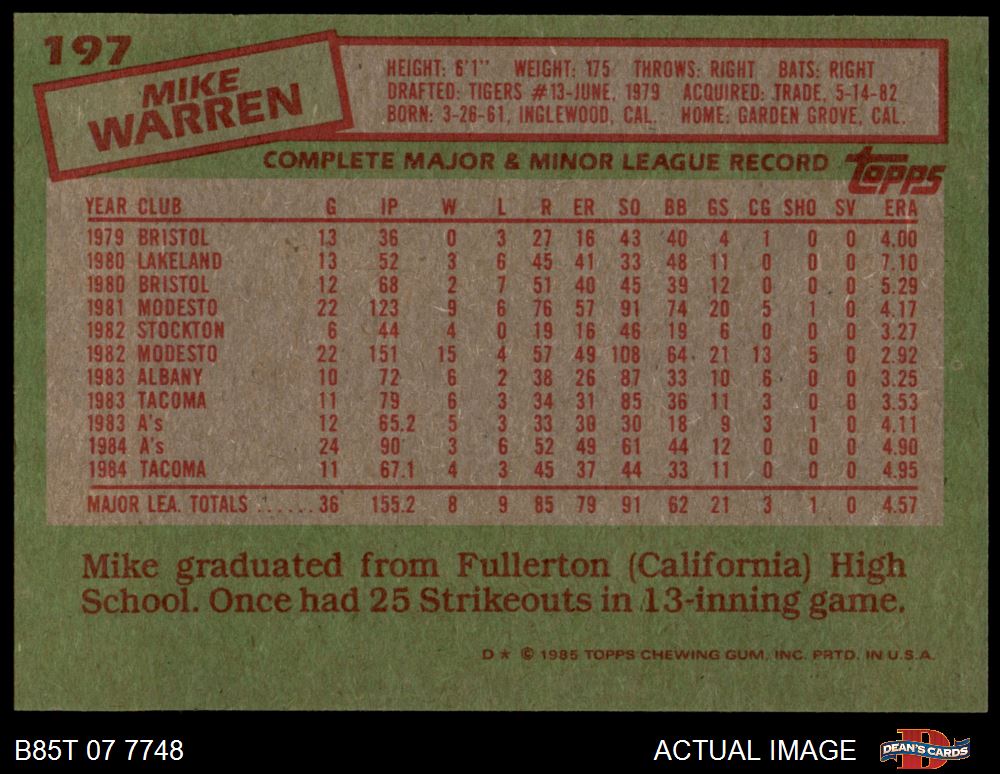 197
MIKE
WARREN
HEIGHT: 6'1" WEIGHT: 175 THROWS: RIGHT BATS: RIGHT
DRAFTED: TIGERS #13-JUNE, 1979 ACQUIRED: TRADE, 5-14-82
BORN: 3-26-61, INGLEWOOD, CAL. HOME: GARDEN GROVE, CAL.
COMPLETE MAJOR & MINOR LEAGUE RECORD topps
YEAR CLUB G IP W L R ER SO BB GS CG SHO SV ERA
1979 BRISTOL 13 36 0 3 27 16 43 40 4 1 0 0 4.00
1980 LAKELAND 13 52 3 6 45 41 33 48 11 0 0 0 7.10
1980 BRISTOL 12 68 2 7 51 40 45 39 12 0 0 0 5.29
1981 MODESTO 22 123 9 6 76 57 91 74 20 5 1 0 4.17
1982 STOCKTON 6 44 4 0 19 16 46 19 6 0 0 0 3.27
1982 MODESTO 22 151 15 4 57 49 108 64 21 13 5 0 2.92
1983 ALBANY 10 72 6 2 38 26 87 33 10 6 0 0 3.25
1983 TACOMA 11 79 6 3 34 31 85 36 11 3 0 0 3.53
1983 A's 12 65.2 5 3 33 30 30 18 9 3 1 0 4.11
1984 A's 24 90 3 6 52 49 61 44 12 0 0 0 4.90
1984 TACOMA 11 67.1 4 3 45 37 44 33 11 0 0 0 4.95
MAJOR LEA. TOTALS ...... 36 155.2 8 9 85 79 91 62 21 3 1 0 4.57
Mike graduated from Fullerton (California) High
School. Once had 25 Strikeouts in 13-inning game.
D* © 1985 TOPPS CHEWING GUM, INC. PRTD. IN U.S.A.
B85T 07 7748 ACTUAL IMAGE DEAN'S CARDS